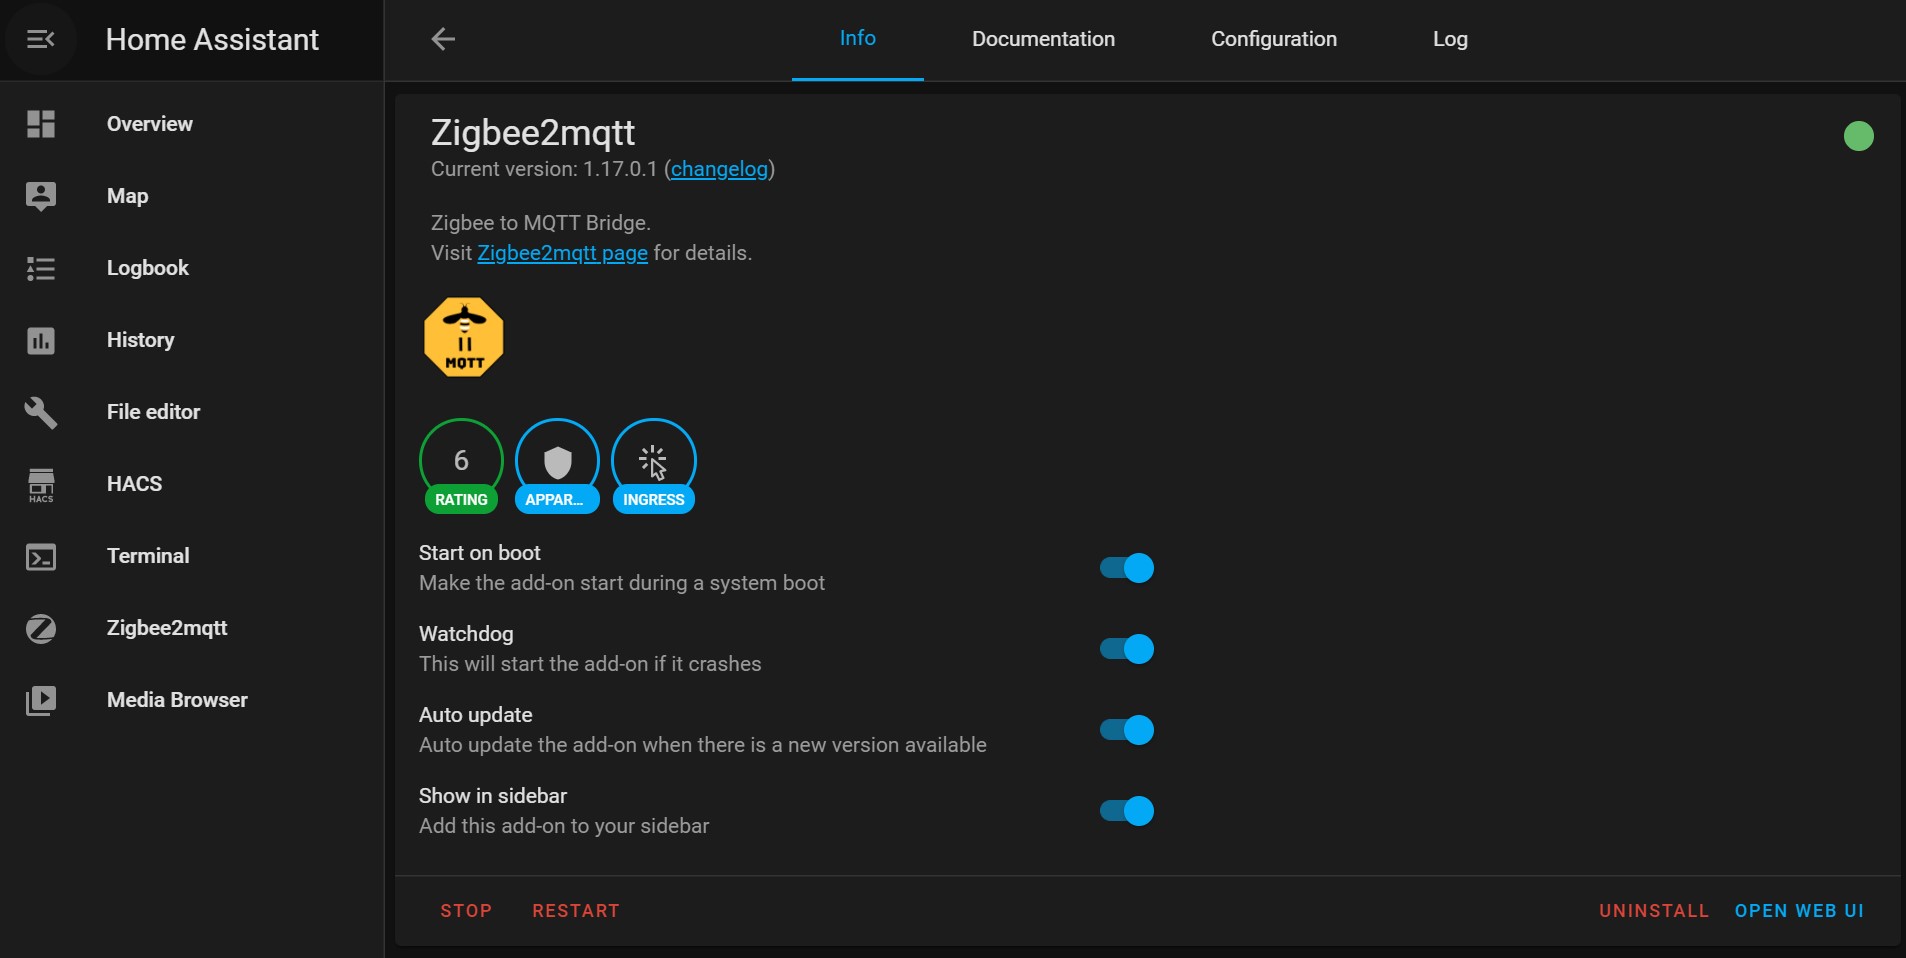 Home Assistant
Overview
Map
Logbook
History
File editor
HACS
HACS
Terminal
Zigbee2mqtt
Media Browser
Info
Documentation
Configuration
Log
Zigbee2mqtt
Current version: 1.17.0.1 (changelog)
Zigbee to MQTT Bridge.
Visit Zigbee2mqtt page for details.
MQTT
6
RATING
APPAR...
INGRESS
Start on boot
Make the add-on start during a system boot
Watchdog
This will start the add-on if it crashes
Auto update
Auto update the add-on when there is a new version available
Show in sidebar
Add this add-on to your sidebar
STOP
RESTART
UNINSTALL
OPEN WEB UI